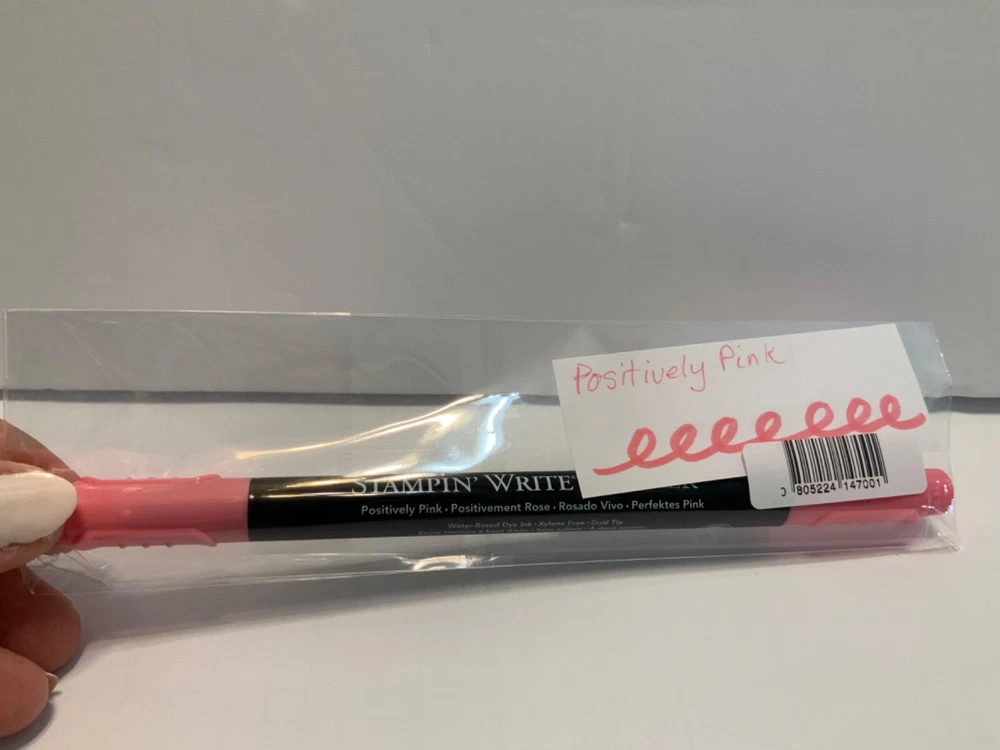 Positively Pink
0 805224 147001
STAMPIN' WRITE
Positively Pink • Positivement Rose • Rosado Vivo • Perfektes Pink
Water-Based Dye Ink • Xylene Free • Dual Tip